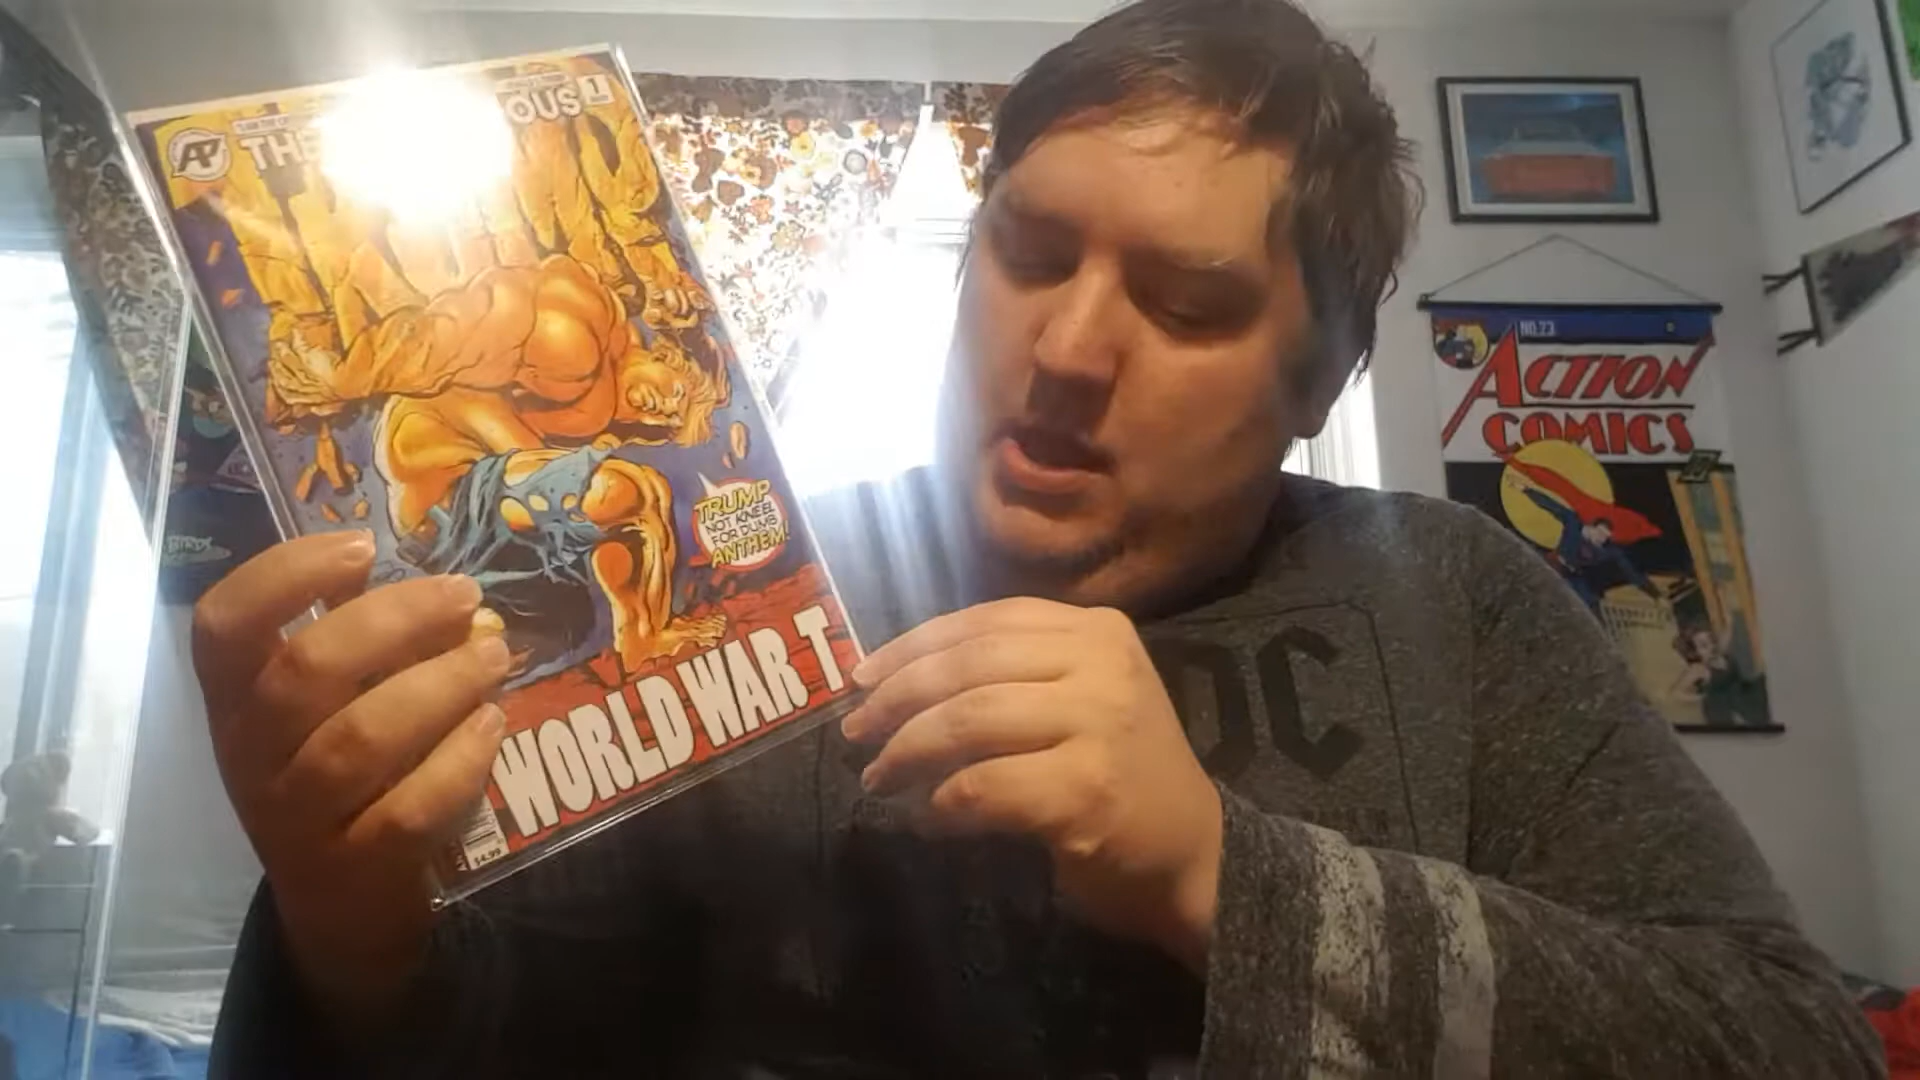 AP
THE
OUS
1
TRUMP
NOT KNEEL
FOR DUMB
ANTHEM!
WORLD WAR T
$4.99
NO.23
ACTION
COMICS
DC
BIRDS